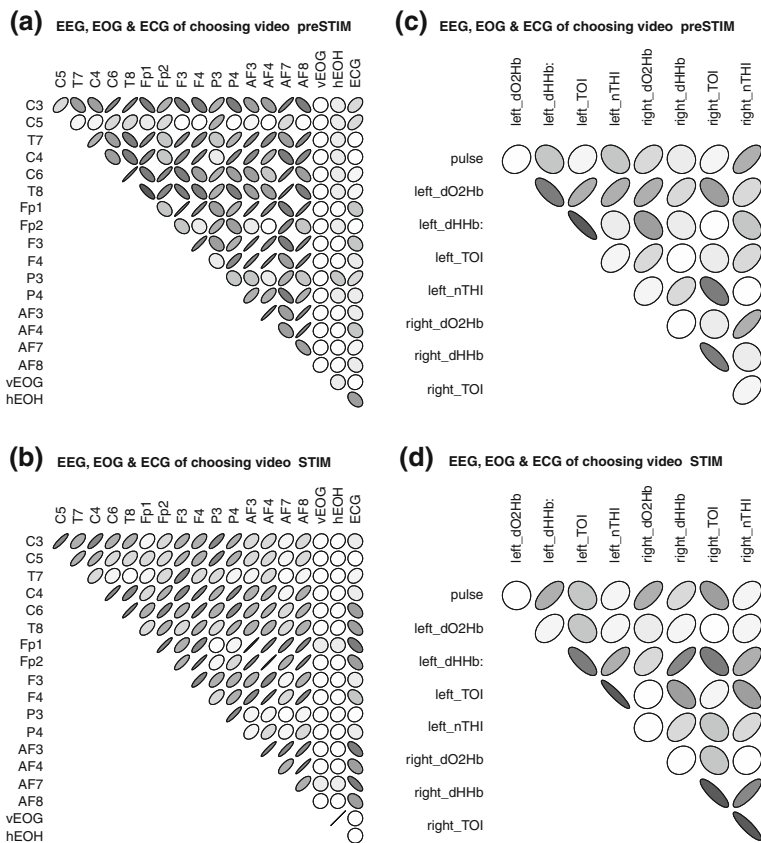 (a) EEG, EOG & ECG of choosing video preSTIM
C5 T7 C4 C6 T8 Fp1 Fp2 F3 F4 P3 P4 AF3 AF4 AF7 AF8 vEOG hEOH ECG
C3
C5
T7
C4
C6
T8
Fp1
Fp2
F3
F4
P3
P4
AF3
AF4
AF7
AF8
vEOG
hEOH
(b) EEG, EOG & ECG of choosing video STIM
C5 T7 C4 C6 T8 Fp1 Fp2 F3 F4 P3 P4 AF3 AF4 AF7 AF8 vEOG hEOH ECG
C3
C5
T7
C4
C6
T8
Fp1
Fp2
F3
F4
P3
P4
AF3
AF4
AF7
AF8
vEOG
hEOH
(c) EEG, EOG & ECG of choosing video preSTIM
left_dO2Hb left_dHHb: left_TOI left_nTHI right_dO2Hb right_dHHb right_TOI right_nTHI
pulse
left_dO2Hb
left_dHHb:
left_TOI
left_nTHI
right_dO2Hb
right_dHHb
right_TOI
(d) EEG, EOG & ECG of choosing video STIM
left_dO2Hb left_dHHb: left_TOI left_nTHI right_dO2Hb right_dHHb right_TOI right_nTHI
pulse
left_dO2Hb
left_dHHb:
left_TOI
left_nTHI
right_dO2Hb
right_dHHb
right_TOI